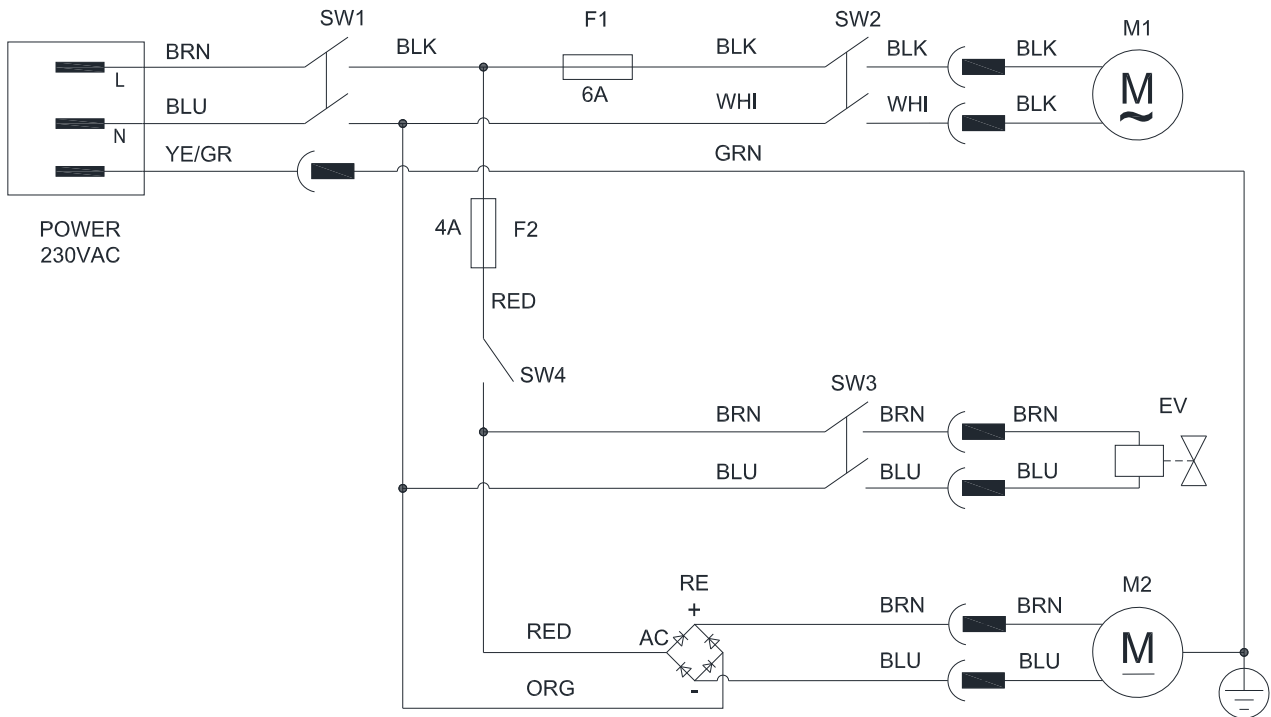 SW1
F1
SW2
M1
BRN
BLK
BLK
BLK
BLK
L
6A
M
~
BLU
WHI
WHI
BLK
N
YE/GR
GRN
POWER
230VAC
4A
F2
RED
SW4
SW3
EV
BRN
BRN
BRN
BLU
BLU
BLU
RE
M2
+
BRN
BRN
RED
AC
M
BLU
BLU
ORG
-